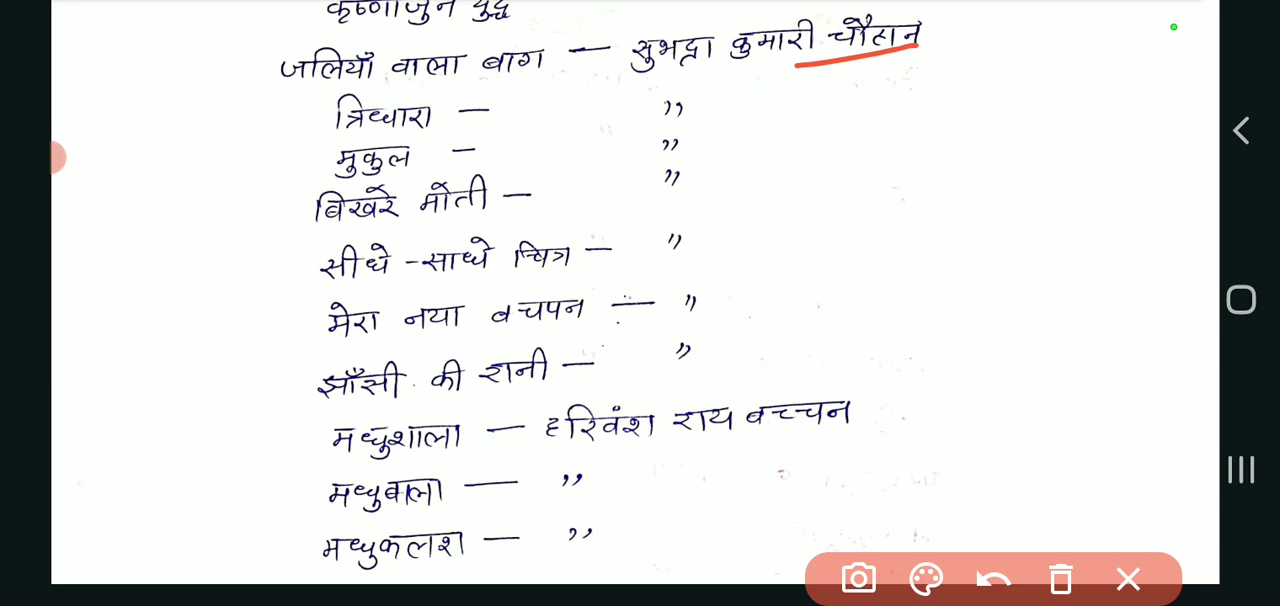 कृष्णार्जुन युद्ध
जलियाँ वाला बाग — सुभद्रा कुमारी चौहान
त्रिधारा — ,,
मुकुल — ,,
बिखरे मोती — ,,
सीधे-साधे चित्र — ,,
मेरा नया बचपन — ,,
झाँसी की रानी — ,,
मधुशाला — हरिवंश राय बच्चन
मधुबाला — ,,
मधुकलश — ,,